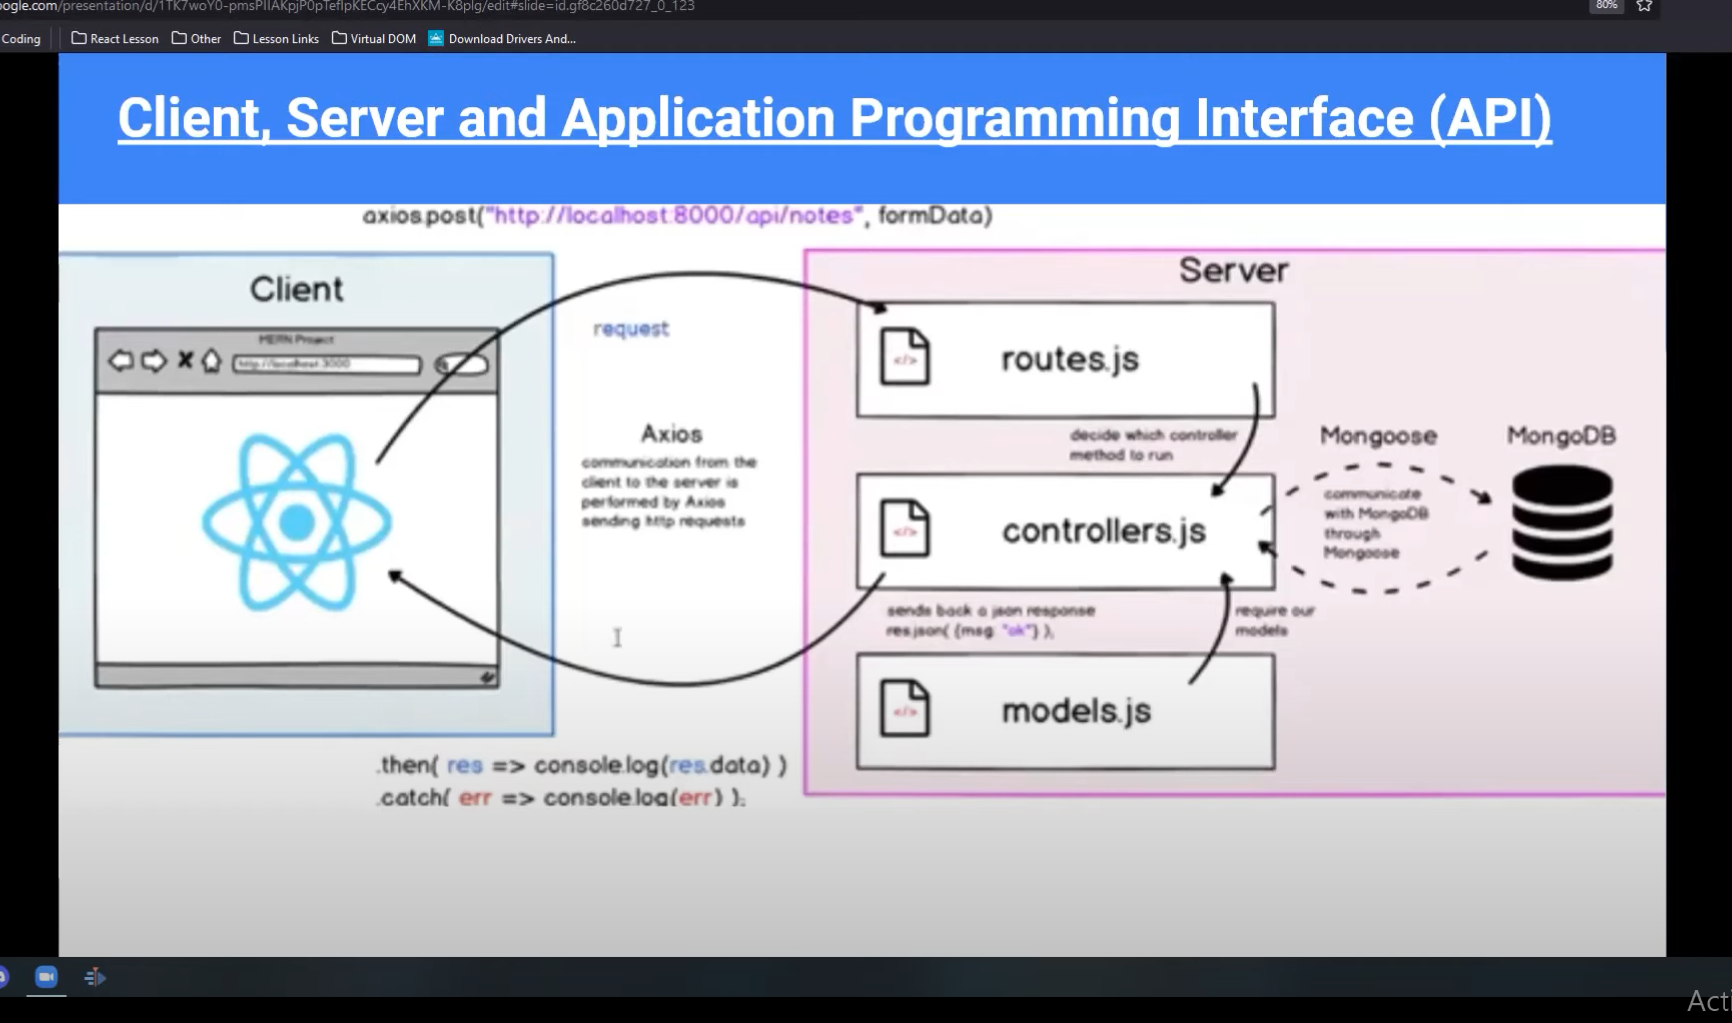 oogle.com/presentation/d/1TK7woY0-pmsPIIAKpjP0pTefIpKECcy4EhXKM-K8plg/edit#slide=id.gf8c260d727_0_123
80%
Coding
React Lesson
Other
Lesson Links
Virtual DOM
Download Drivers And...
Client, Server and Application Programming Interface (API)
axios.post("http://localhost:8000/api/notes", formData)
Client
Server
MERN Project
http://localhost:3000
request
</>
routes.js
Axios
communication from the
client to the server is
performed by Axios
sending http requests
decide which controller
method to run
Mongoose
MongoDB
communicate
with MongoDB
through
Mongoose
</>
controllers.js
sends back a json response
res.json( {msg: "ok"} );
require our
models
</>
models.js
.then( res => console.log(res.data) )
.catch( err => console.log(err) );
Acti